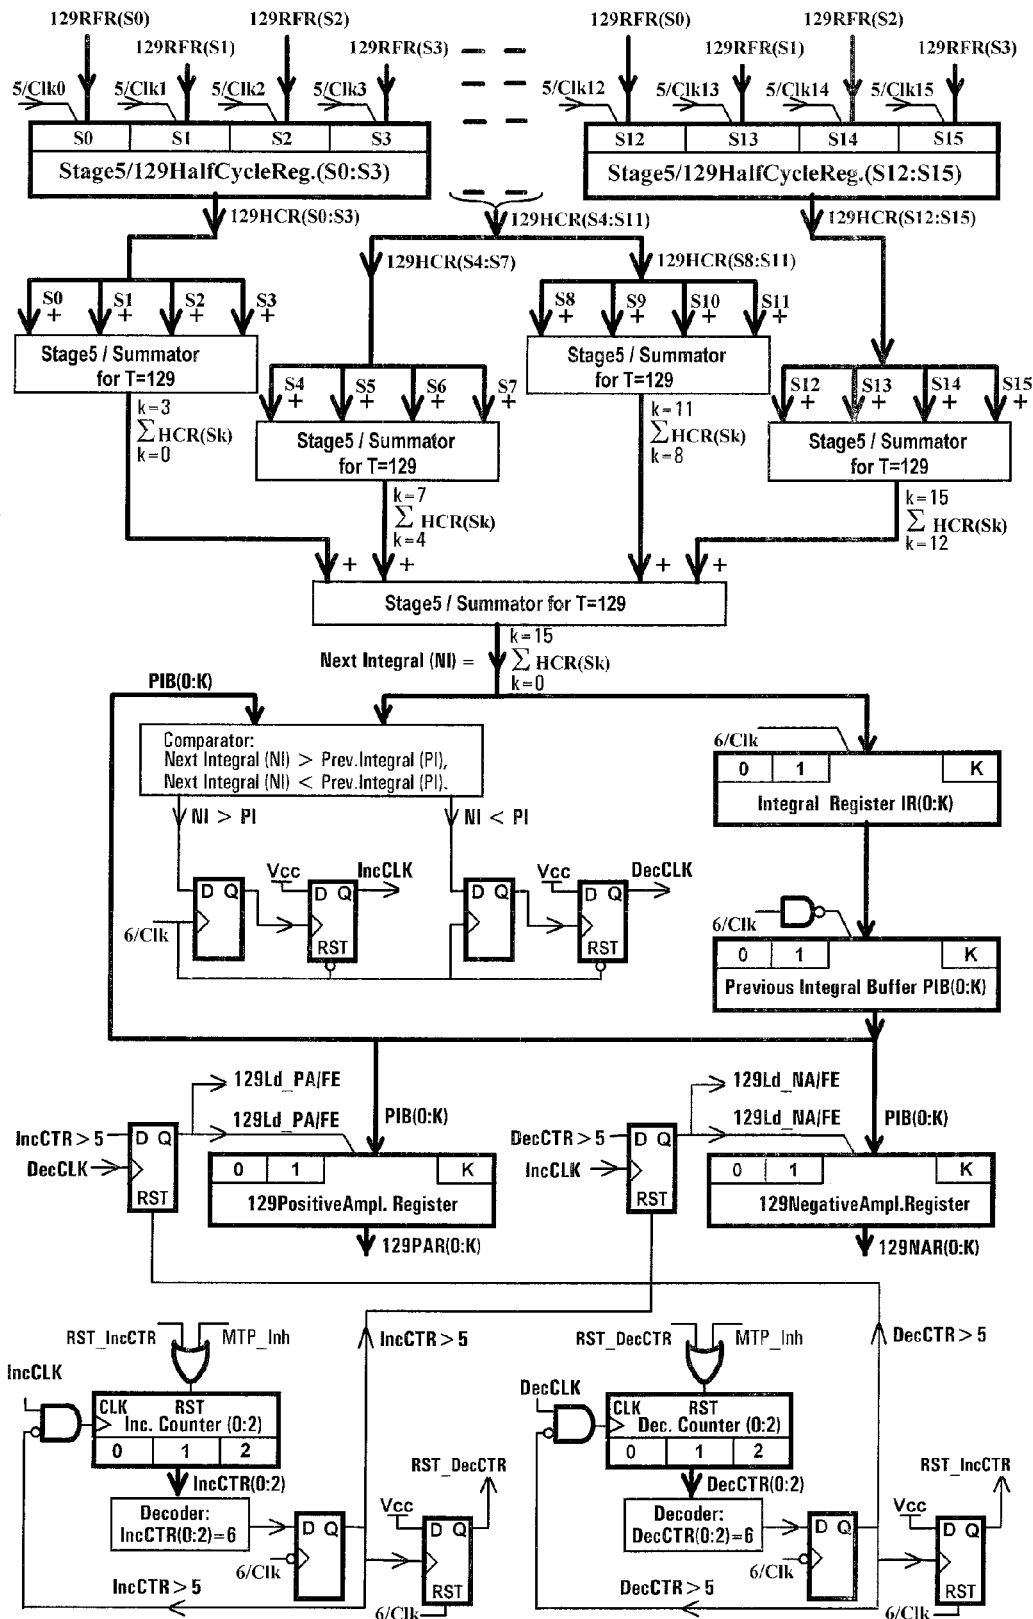 129RFR(S0)
129RFR(S2)
129RFR(S0)
129RFR(S2)
129RFR(S1)
129RFR(S3)
129RFR(S1)
129RFR(S3)
5/Clk0
5/Clk1
5/Clk2
5/Clk3
5/Clk12
5/Clk13
5/Clk14
5/Clk15
S0 S1 S2 S3
S12 S13 S14 S15
Stage5/129HalfCycleReg.(S0:S3)
Stage5/129HalfCycleReg.(S12:S15)
129HCR(S0:S3)
129HCR(S4:S11)
129HCR(S12:S15)
129HCR(S4:S7)
129HCR(S8:S11)
S0 S1 S2 S3
+ + + +
S8 S9 S10 S11
+ + + +
Stage5 / Summator
for T=129
Stage5 / Summator
for T=129
S4 S5 S6 S7
+ + + +
S12 S13 S14 S15
+ + + +
k=3
∑HCR(Sk)
k=0
Stage5 / Summator
for T=129
k=11
∑HCR(Sk)
k=8
Stage5 / Summator
for T=129
k=7
∑ HCR(Sk)
k=4
k=15
∑ HCR(Sk)
k=12
+ + + +
Stage5 / Summator for T=129
k=15
Next Integral (NI) = ∑ HCR(Sk)
k=0
PIB(0:K)
Comparator:
Next Integral (NI) > Prev.Integral (PI),
Next Integral (NI) < Prev.Integral (PI).
6/Clk
0 1 K
Integral Register IR(0:K)
NI > PI
NI < PI
Vcc
IncCLK
Vcc
DecCLK
D Q
D Q
D Q
D Q
6/Clk
RST
RST
6/Clk
0 1 K
Previous Integral Buffer PIB(0:K)
129Ld_PA/FE
129Ld_NA/FE
129Ld_PA/FE
PIB(0:K)
129Ld_NA/FE
PIB(0:K)
IncCTR>5
D Q
DecCTR>5
D Q
DecCLK
IncCLK
RST
RST
0 1 K
0 1 K
129PositiveAmpl. Register
129NegativeAmpl.Register
129PAR(0:K)
129NAR(0:K)
RST_IncCTR
MTP_Inh
IncCTR>5
RST_DecCTR
MTP_Inh
DecCTR>5
IncCLK
DecCLK
CLK RST
Inc. Counter (0:2)
0 1 2
CLK RST
Dec. Counter (0:2)
0 1 2
IncCTR(0:2)
RST_DecCTR
DecCTR(0:2)
RST_IncCTR
Decoder:
IncCTR(0:2)=6
Decoder:
DecCTR(0:2)=6
Vcc
Vcc
D Q
D Q
D Q
D Q
6/Clk
6/Clk
IncCTR>5
RST
DecCTR>5
RST
6/Clk
6/Clk